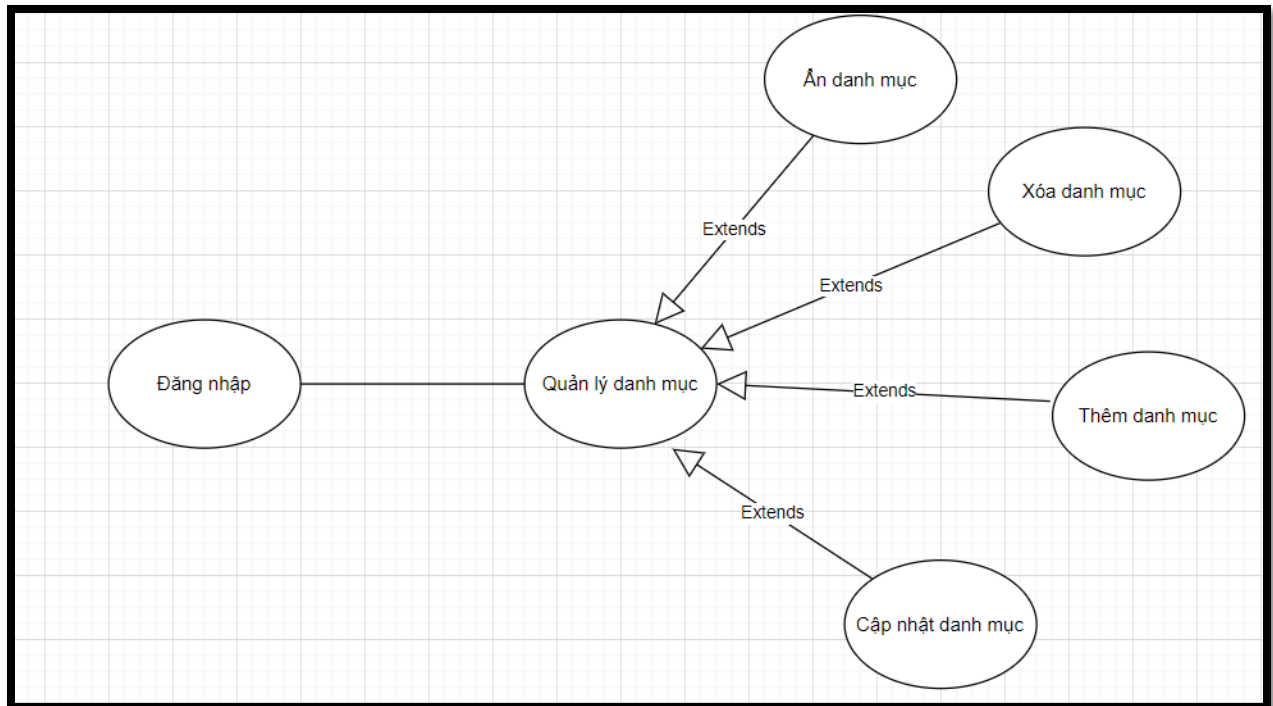 Ẩn danh mục
Xóa danh mục
Extends
Extends
Đăng nhập
Quản lý danh mục
Extends
Thêm danh mục
Extends
Cập nhật danh mục